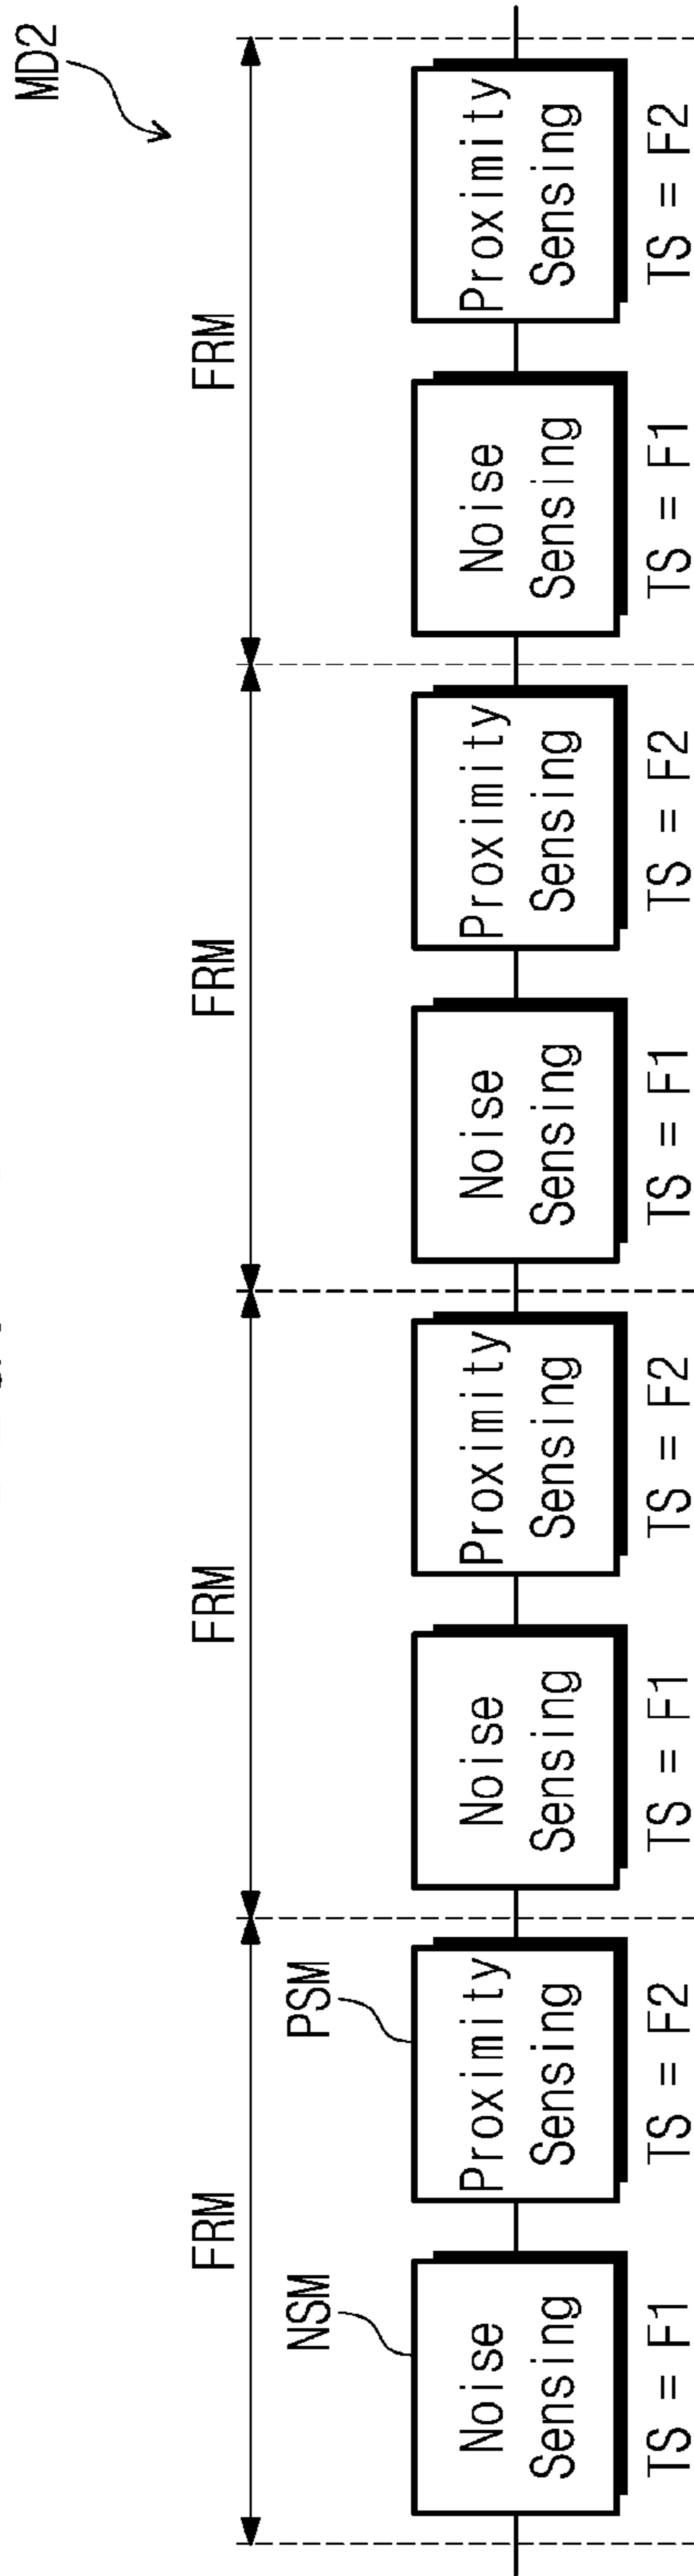 MD2
FRM
FRM
FRM
FRM
NSM
PSM
Noise
Sensing
Proximity
Sensing
Noise
Sensing
Proximity
Sensing
Noise
Sensing
Proximity
Sensing
Noise
Sensing
Proximity
Sensing
TS = F1
TS = F2
TS = F1
TS = F2
TS = F1
TS = F2
TS = F1
TS = F2